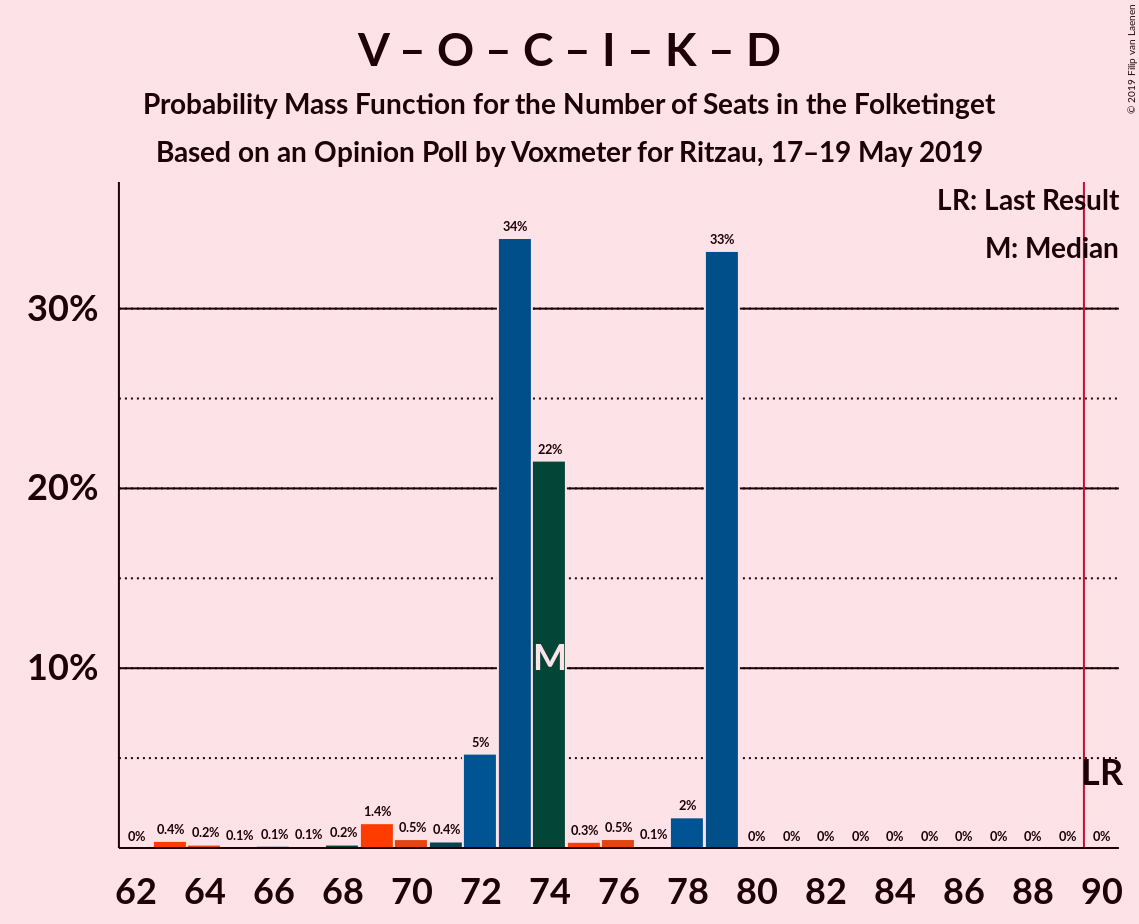 V – O – C – I – K – D
Probability Mass Function for the Number of Seats in the Folketinget
Based on an Opinion Poll by Voxmeter for Ritzau, 17–19 May 2019
© 2019 Filip van Laenen
LR: Last Result
M: Median
30%
20%
10%
0% 0.4% 0.2% 0.1% 0.1% 0.1% 0.2% 1.4% 0.5% 0.4% 5% 34% 22% 0.3% 0.5% 0.1% 2% 33% 0% 0% 0% 0% 0% 0% 0% 0% 0% 0% 0%
M
LR
62 64 66 68 70 72 74 76 78 80 82 84 86 88 90